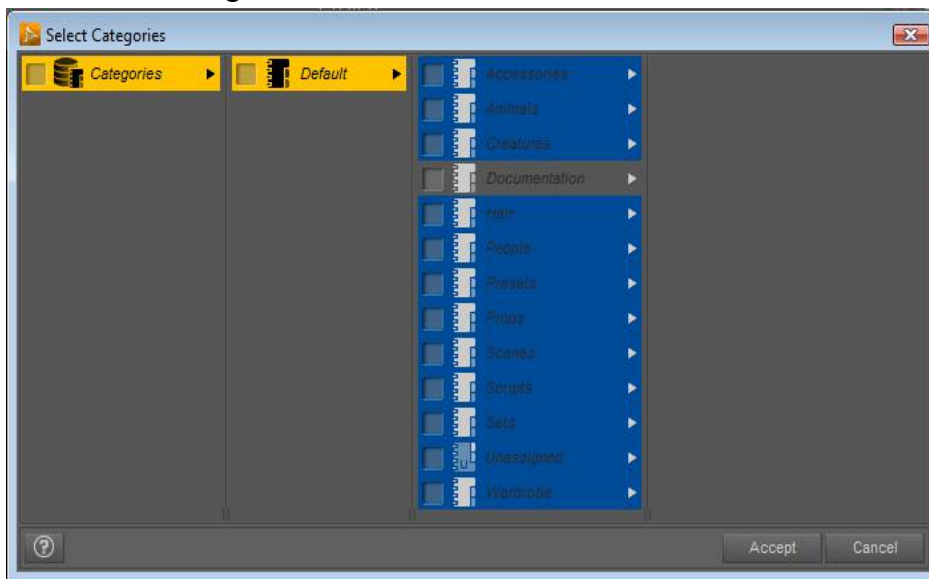 Select Categories
Categories
Default
Accessories
Animals
Creatures
Documentation
Hair
People
Presets
Props
Scenes
Scripts
Sets
Unassigned
Wardrobe
Accept
Cancel